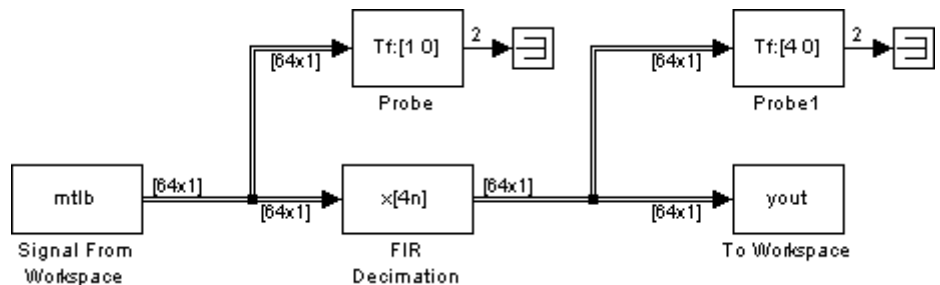 Tf:[1 0]
2
[64x1]
Probe
Tf:[4 0]
2
[64x1]
Probe1
mtlb
[64x1]
[64x1]
x[4n]
[64x1]
[64x1]
yout
Signal From
Workspace
FIR
Decimation
To Workspace